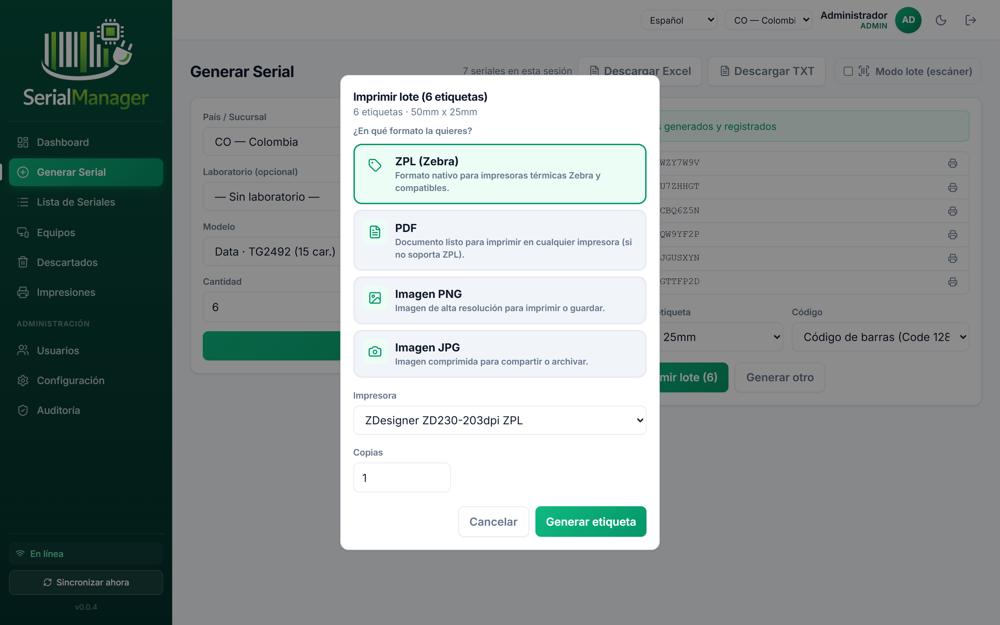 SerialManager
Dashboard
Generar Serial
Lista de Seriales
Equipos
Descartados
Impresiones
ADMINISTRACIÓN
Usuarios
Configuración
Auditoría
En línea
Sincronizar ahora
v0.0.4
Español
CO — Colombi
Administrador
ADMIN
AD
Generar Serial
7 seriales en esta sesión
Descargar Excel
Descargar TXT
Modo lote (escáner)
País / Sucursal
CO — Colombia
Laboratorio (opcional)
— Sin laboratorio —
Modelo
Data · TG2492 (15 car.)
Cantidad
6
Imprimir lote (6 etiquetas)
6 etiquetas · 50mm x 25mm
¿En qué formato la quieres?
ZPL (Zebra)
Formato nativo para impresoras térmicas Zebra y
compatibles.
PDF
Documento listo para imprimir en cualquier impresora (si
no soporta ZPL).
Imagen PNG
Imagen de alta resolución para imprimir o guardar.
Imagen JPG
Imagen comprimida para compartir o archivar.
Impresora
ZDesigner ZD230-203dpi ZPL
Copias
1
Cancelar
Generar etiqueta
generados y registrados
WZY7W9V
U7ZHHGT
CBQ6Z5N
QW9YF2P
JGUSXYN
GTTFP2D
tiqueta
25mm
Código
Código de barras (Code 128
mir lote (6)
Generar otro